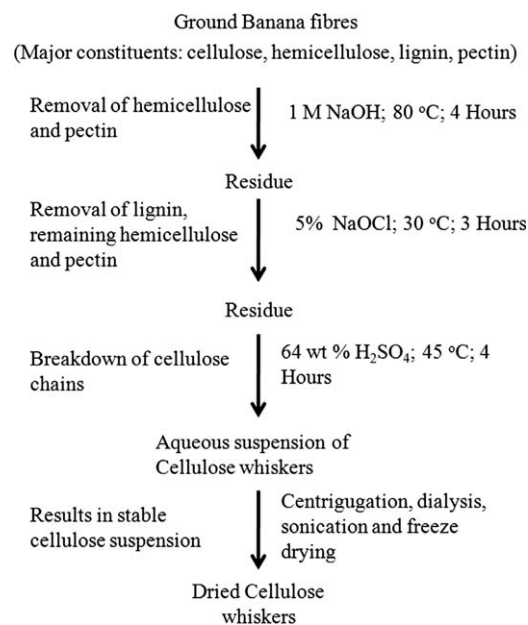 Ground Banana fibres
(Major constituents: cellulose, hemicellulose, lignin, pectin)
Removal of hemicellulose
and pectin
1 M NaOH; 80 °C; 4 Hours
Residue
Removal of lignin,
remaining hemicellulose
and pectin
5% NaOCl; 30 °C; 3 Hours
Residue
Breakdown of cellulose
chains
64 wt % H₂SO₄; 45 °C; 4
Hours
Aqueous suspension of
Cellulose whiskers
Results in stable
cellulose suspension
Centrigugation, dialysis,
sonication and freeze
drying
Dried Cellulose
whiskers